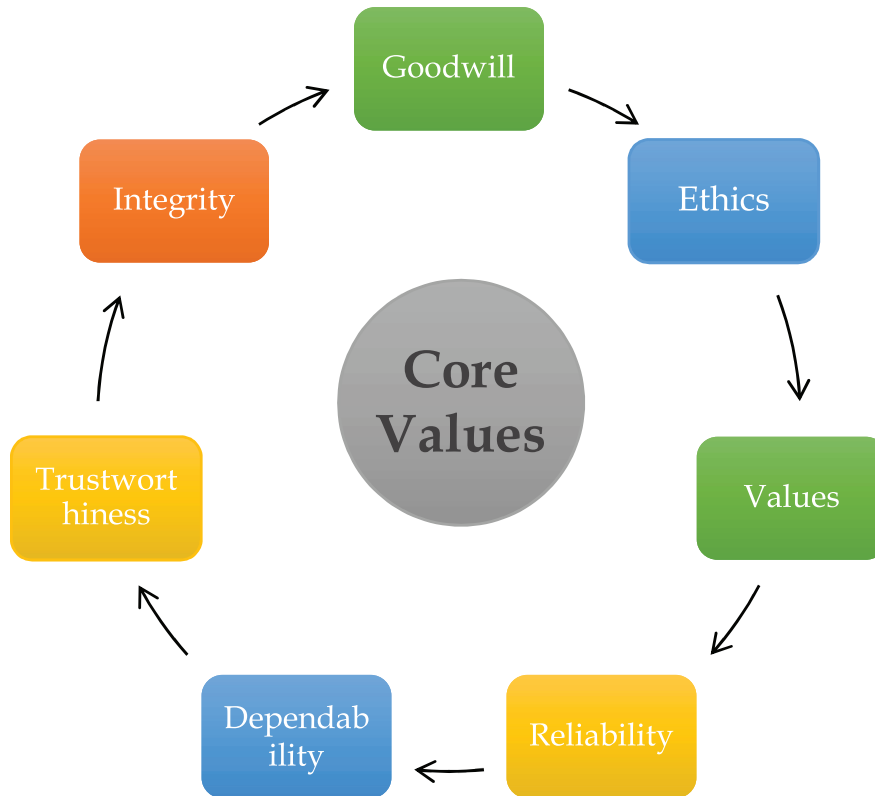 Goodwill
Ethics
Values
Reliability
Dependab
ility
Trustwort
hiness
Integrity
Core
Values